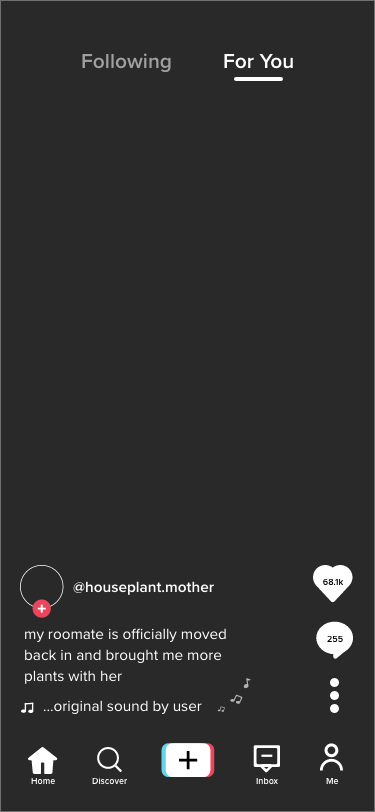 Following For You
68.1k
@houseplant.mother
255
my roomate is officially moved
back in and brought me more
plants with her
...original sound by user
Home Discover Inbox Me